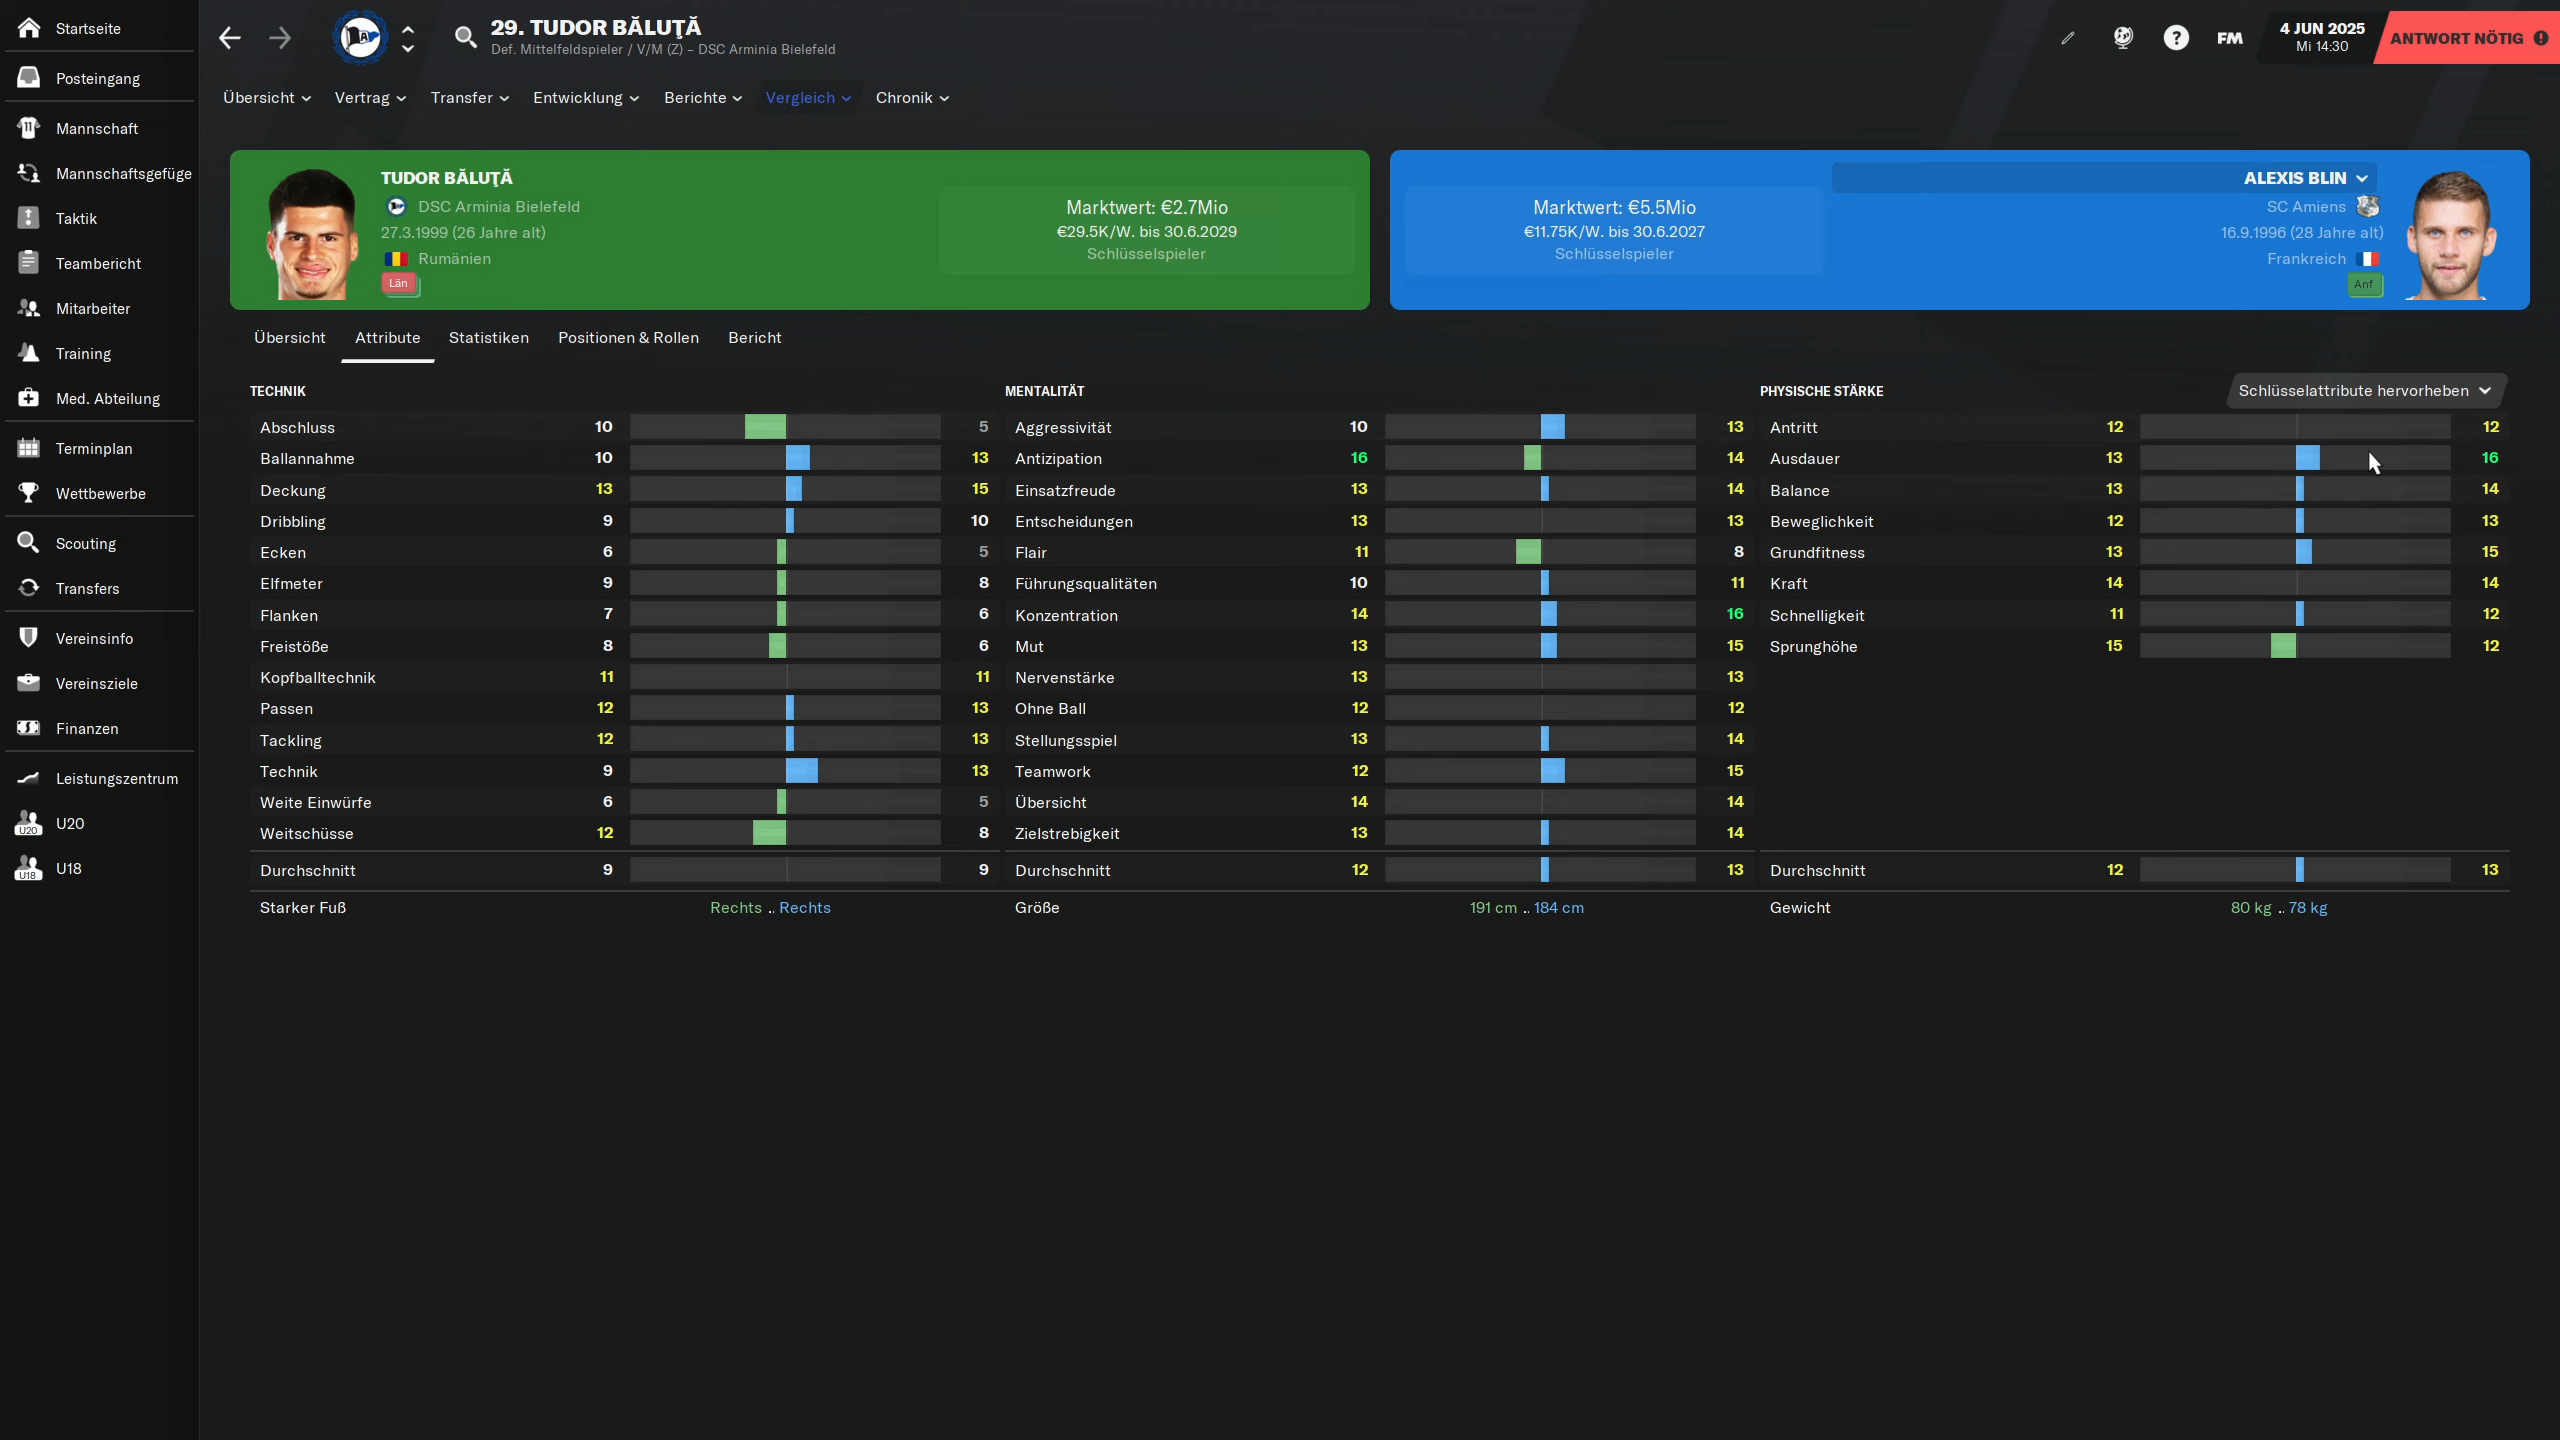 Startseite
Posteingang
Mannschaft
Mannschaftsgefüge
Taktik
Teambericht
Mitarbeiter
Training
Med. Abteilung
Terminplan
Wettbewerbe
Scouting
Transfers
Vereinsinfo
Vereinsziele
Finanzen
Leistungszentrum
U20 U20
U18 U18
29. TUDOR BĂLUŢĂ
Def. Mittelfeldspieler / V/M (Z) – DSC Arminia Bielefeld
FM
4 JUN 2025
Mi 14:30
ANTWORT NÖTIG
Übersicht Vertrag Transfer Entwicklung Berichte Vergleich Chronik
TUDOR BĂLUŢĂ
DSC Arminia Bielefeld
27.3.1999 (26 Jahre alt)
Rumänien
Län
Marktwert: €2.7Mio
€29.5K/W. bis 30.6.2029
Schlüsselspieler
Marktwert: €5.5Mio
€11.75K/W. bis 30.6.2027
Schlüsselspieler
ALEXIS BLIN
SC Amiens
16.9.1996 (28 Jahre alt)
Frankreich
Anf
Übersicht Attribute Statistiken Positionen & Rollen Bericht
Schlüsselattribute hervorheben
TECHNIK
Abschluss 10 5
Ballannahme 10 13
Deckung 13 15
Dribbling 9 10
Ecken 6 5
Elfmeter 9 8
Flanken 7 6
Freistöße 8 6
Kopfballtechnik 11 11
Passen 12 13
Tackling 12 13
Technik 9 13
Weite Einwürfe 6 5
Weitschüsse 12 8
Durchschnitt 9 9
Starker Fuß Rechts .. Rechts
MENTALITÄT
Aggressivität 10 13
Antizipation 16 14
Einsatzfreude 13 14
Entscheidungen 13 13
Flair 11 8
Führungsqualitäten 10 11
Konzentration 14 16
Mut 13 15
Nervenstärke 13 13
Ohne Ball 12 12
Stellungsspiel 13 14
Teamwork 12 15
Übersicht 14 14
Zielstrebigkeit 13 14
Durchschnitt 12 13
Größe 191 cm .. 184 cm
PHYSISCHE STÄRKE
Antritt 12 12
Ausdauer 13 16
Balance 13 14
Beweglichkeit 12 13
Grundfitness 13 15
Kraft 14 14
Schnelligkeit 11 12
Sprunghöhe 15 12
Durchschnitt 12 13
Gewicht 80 kg .. 78 kg